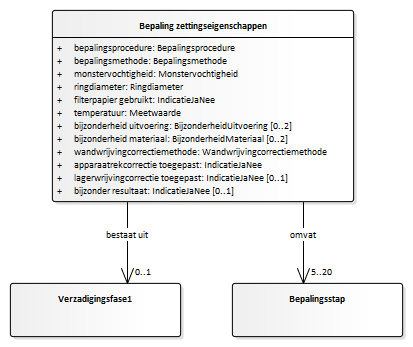 Bepaling zettingseigenschappen
+ bepalingsprocedure: Bepalingsprocedure
+ bepalingsmethode: Bepalingsmethode
+ monstervochtigheid: Monstervochtigheid
+ ringdiameter: Ringdiameter
+ filterpapier gebruikt: IndicatieJaNee
+ temperatuur: Meetwaarde
+ bijzonderheid uitvoering: BijzonderheidUitvoering [0..2]
+ bijzonderheid materiaal: BijzonderheidMateriaal [0..2]
+ wandwrijvingcorrectiemethode: Wandwrijvingcorrectiemethode
+ apparaatrekcorrectie toegepast: IndicatieJaNee
+ lagerwrijvingcorrectie toegepast: IndicatieJaNee [0..1]
+ bijzonder resultaat: IndicatieJaNee [0..1]
bestaat uit
omvat
0..1
5..20
Verzadigingsfase1
Bepalingsstap